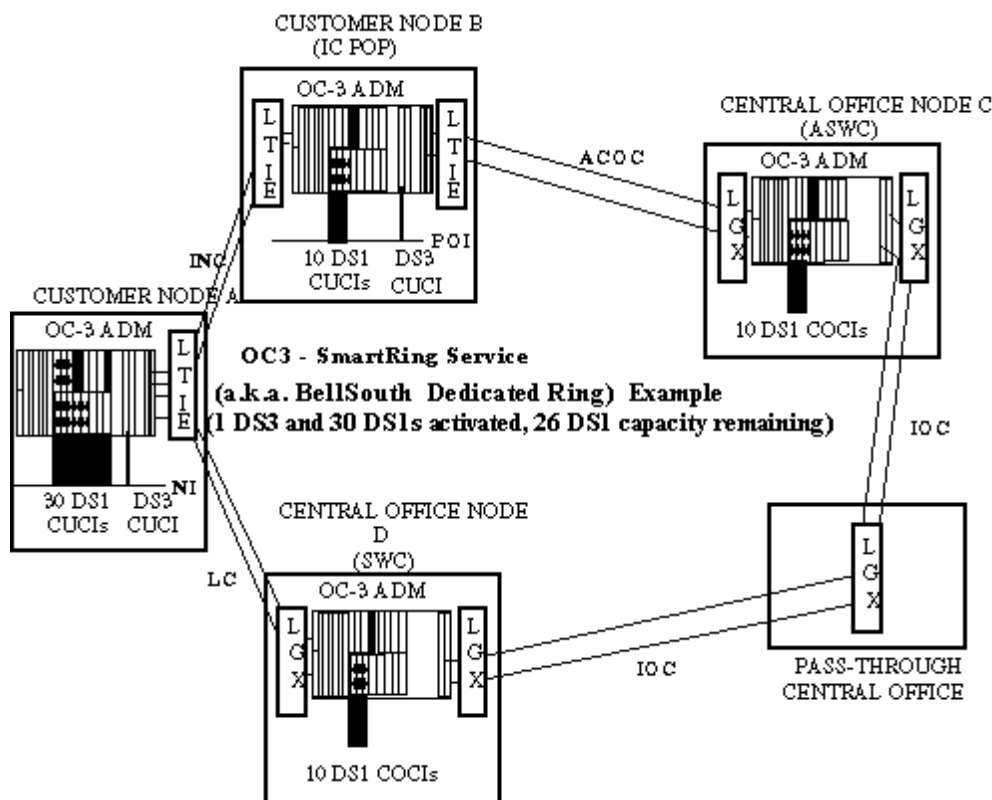 CUSTOMER NODE B
(IC POP)
OC-3 ADM
L
T
I
E
L
T
I
E
POI
10 DS1
CUCIs
DS3
CUCI
ACOC
CENTRAL OFFICE NODE C
(ASWC)
OC-3 ADM
L
G
X
L
G
X
10 DS1 COCIs
INC
CUSTOMER NODE A
OC-3 ADM
L
T
I
E
NI
30 DS1
CUCIs
DS3
CUCI
OC3 - SmartRing Service
(a.k.a. BellSouth Dedicated Ring) Example
(1 DS3 and 30 DS1s activated, 26 DS1 capacity remaining)
IOC
LC
CENTRAL OFFICE NODE
D
(SWC)
OC-3 ADM
L
G
X
L
G
X
10 DS1 COCIs
IOC
L
G
X
PASS-THROUGH
CENTRAL OFFICE